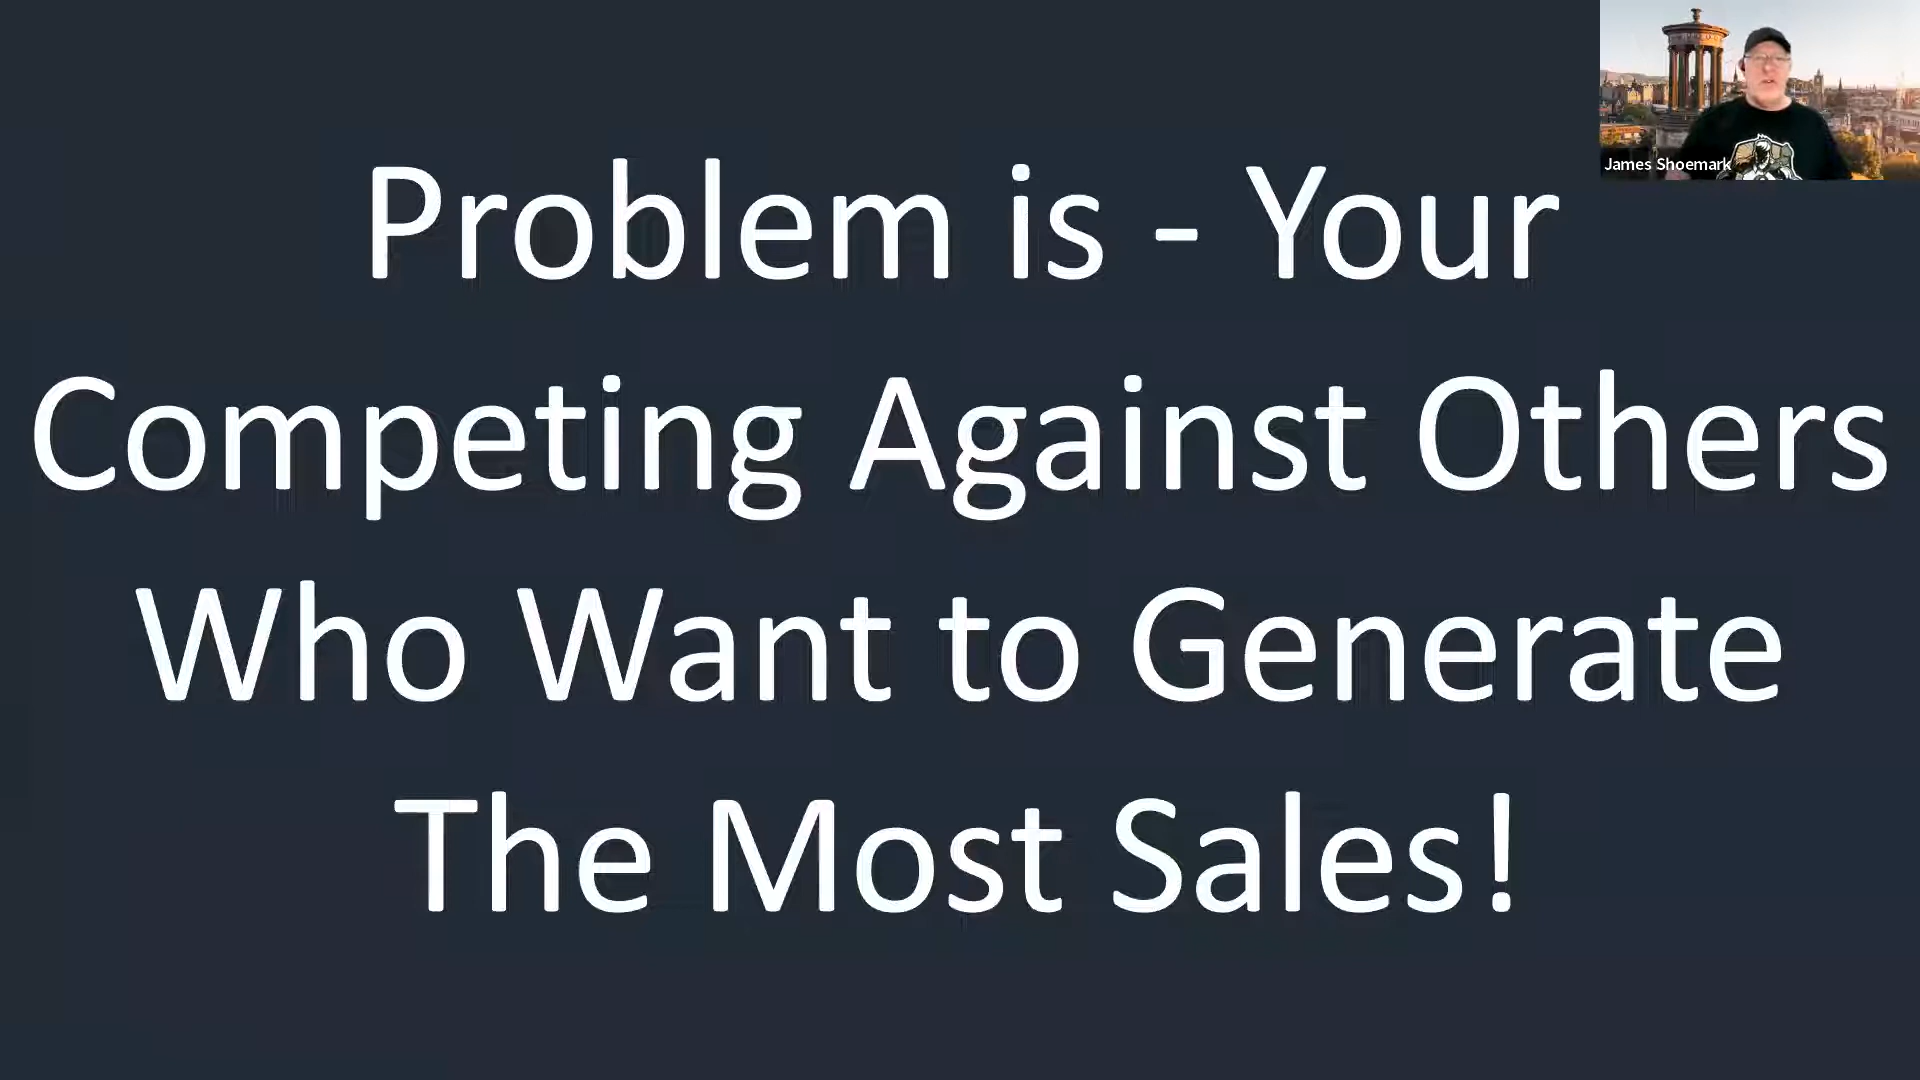 James Shoemark
Problem is - Your
Competing Against Others
Who Want to Generate
The Most Sales!